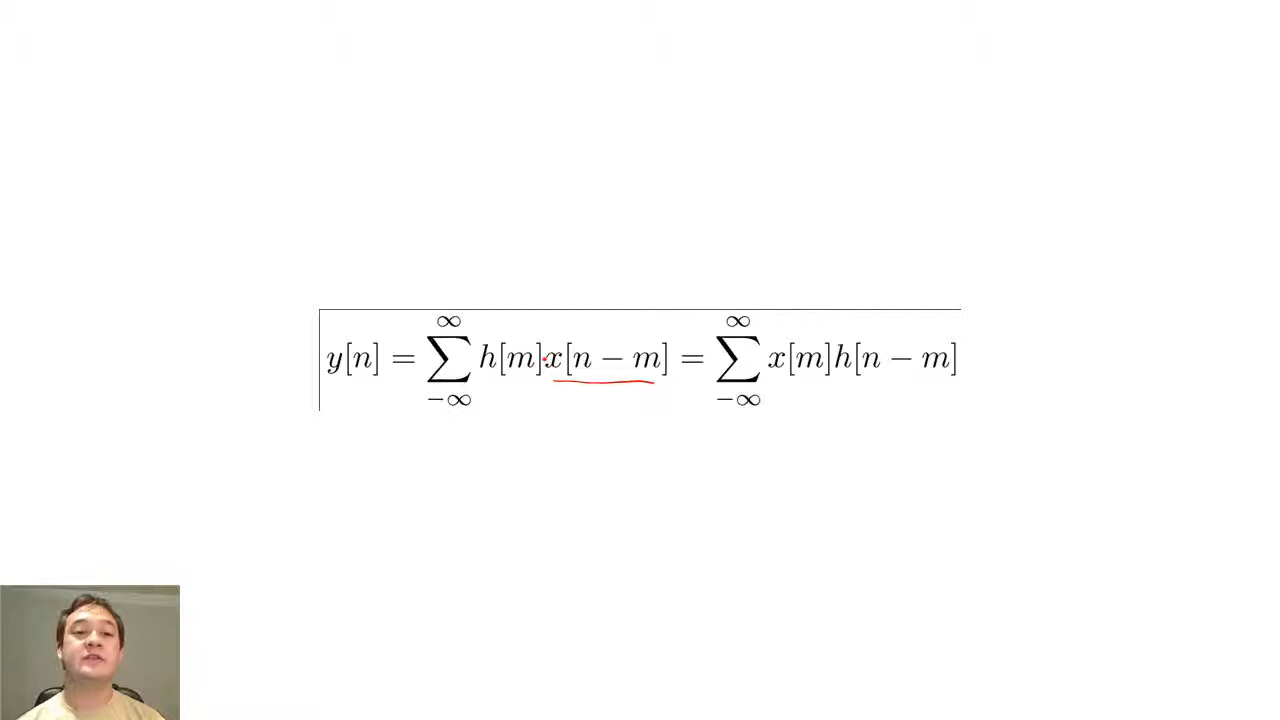 y[n] = ∑_{-∞}^{∞} h[m]x[n − m] = ∑_{-∞}^{∞} x[m]h[n − m]